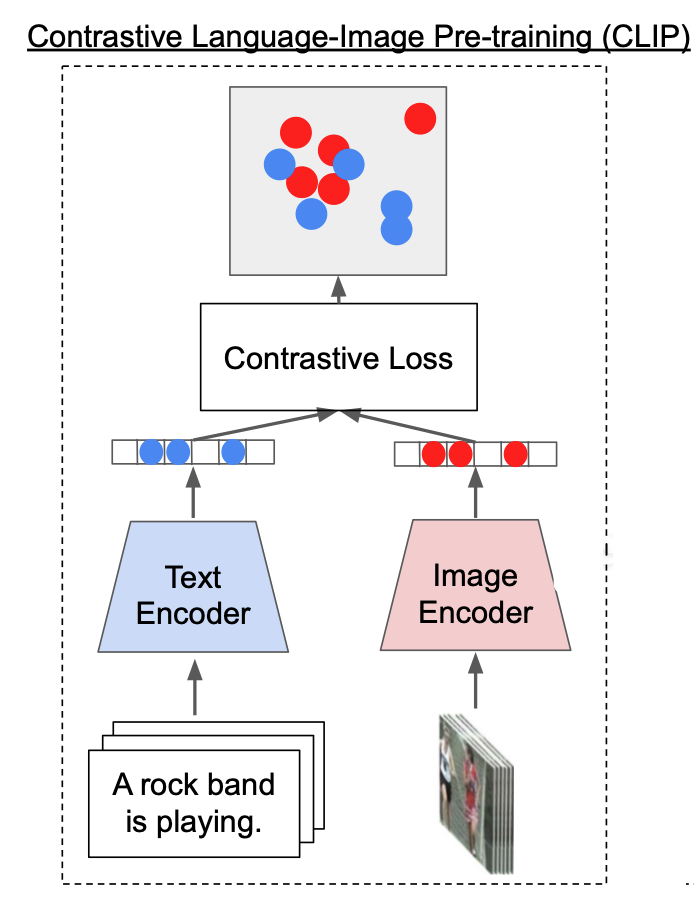 Contrastive Language-Image Pre-training (CLIP)
Contrastive Loss
Text
Encoder
Image
Encoder
A rock band
is playing.